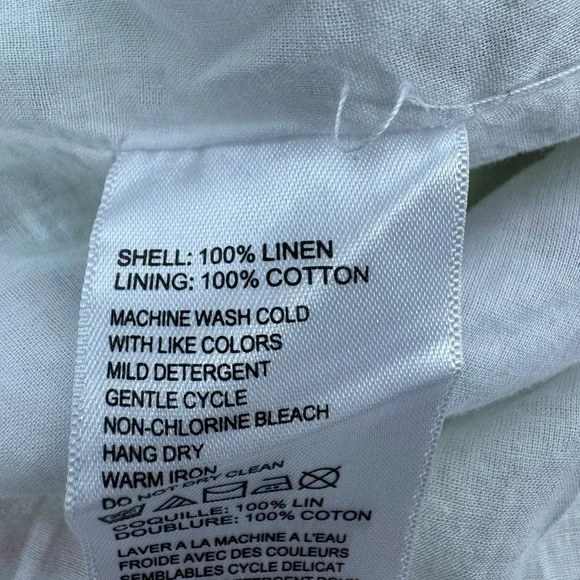 SHELL: 100% LINEN
LINING: 100% COTTON
MACHINE WASH COLD
WITH LIKE COLORS
MILD DETERGENT
GENTLE CYCLE
NON-CHLORINE BLEACH
HANG DRY
WARM IRON
DO NOT DRY CLEAN
COQUILLE: 100% LIN
DOUBLURE: 100% COTON
LAVER A LA MACHINE A L'EAU
FROIDE AVEC DES COULEURS
SEMBLABLES CYCLE DELICAT